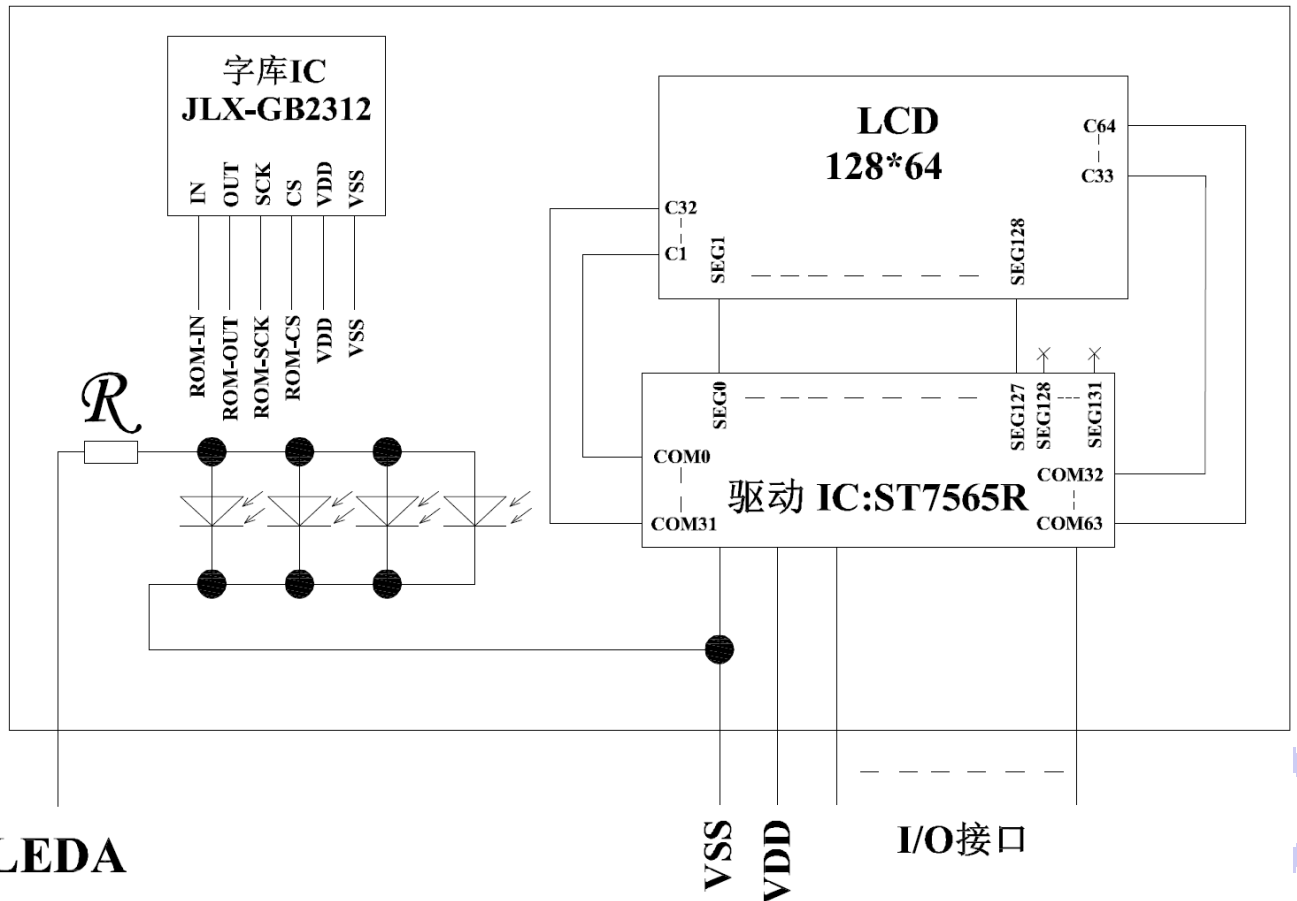 字库IC
JLX-GB2312
IN
OUT
SCK
CS
VDD
VSS
ROM-IN
ROM-OUT
ROM-SCK
ROM-CS
VDD
VSS
LCD
128*64
C64
C33
C32
C1
SEG1
SEG128
R
SEG0
SEG127
SEG128
SEG131
COM0
COM31
驱动 IC:ST7565R
COM32
COM63
LEDA
VSS
VDD
I/O接口